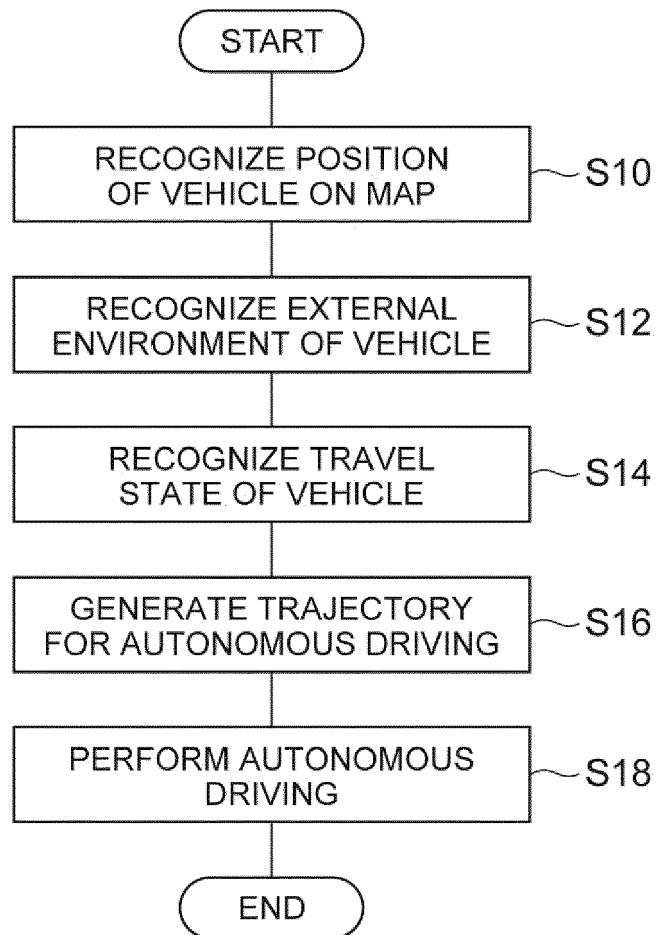 START
RECOGNIZE POSITION
OF VEHICLE ON MAP
S10
RECOGNIZE EXTERNAL
ENVIRONMENT OF VEHICLE
S12
RECOGNIZE TRAVEL
STATE OF VEHICLE
S14
GENERATE TRAJECTORY
FOR AUTONOMOUS DRIVING
S16
PERFORM AUTONOMOUS
DRIVING
S18
END